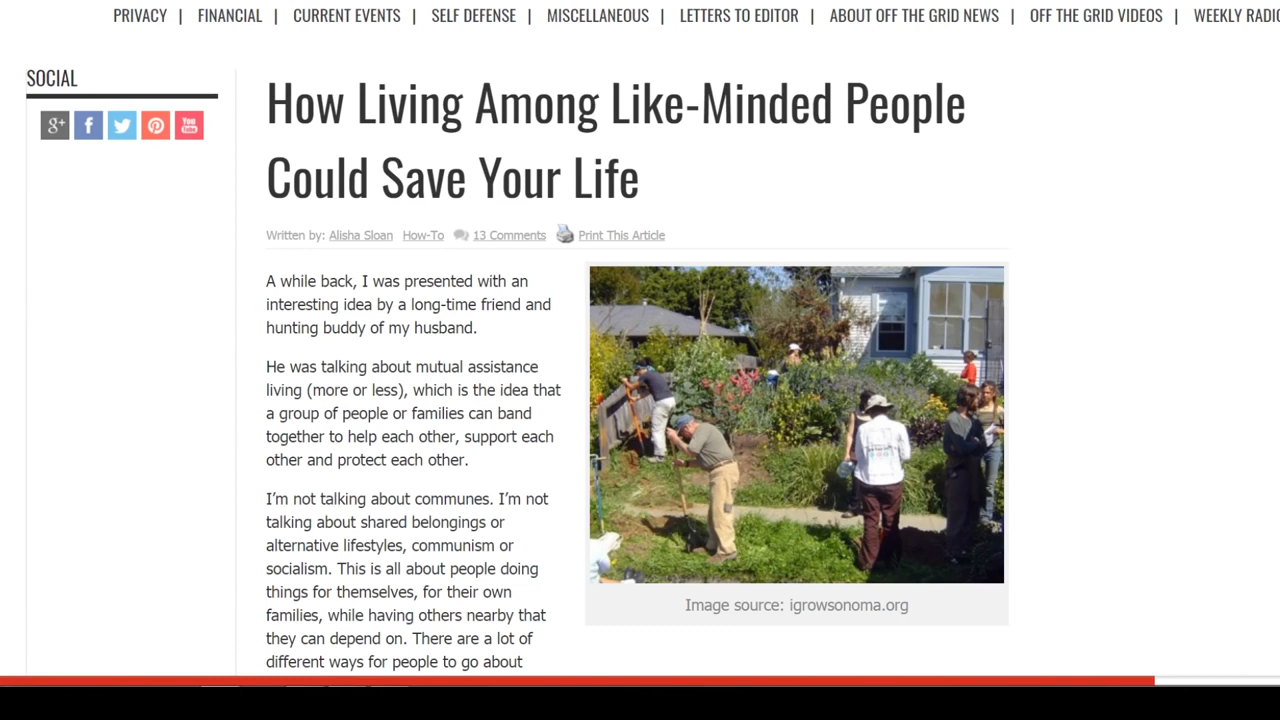 PRIVACY | FINANCIAL | CURRENT EVENTS | SELF DEFENSE | MISCELLANEOUS | LETTERS TO EDITOR | ABOUT OFF THE GRID NEWS | OFF THE GRID VIDEOS | WEEKLY RADIO
SOCIAL
g+ f You Tube
How Living Among Like-Minded People
Could Save Your Life
Written by: Alisha Sloan How-To 13 Comments Print This Article
A while back, I was presented with an
interesting idea by a long-time friend and
hunting buddy of my husband.
He was talking about mutual assistance
living (more or less), which is the idea that
a group of people or families can band
together to help each other, support each
other and protect each other.
I’m not talking about communes. I’m not
talking about shared belongings or
alternative lifestyles, communism or
socialism. This is all about people doing
things for themselves, for their own
families, while having others nearby that
they can depend on. There are a lot of
different ways for people to go about
Image source: igrowsonoma.org